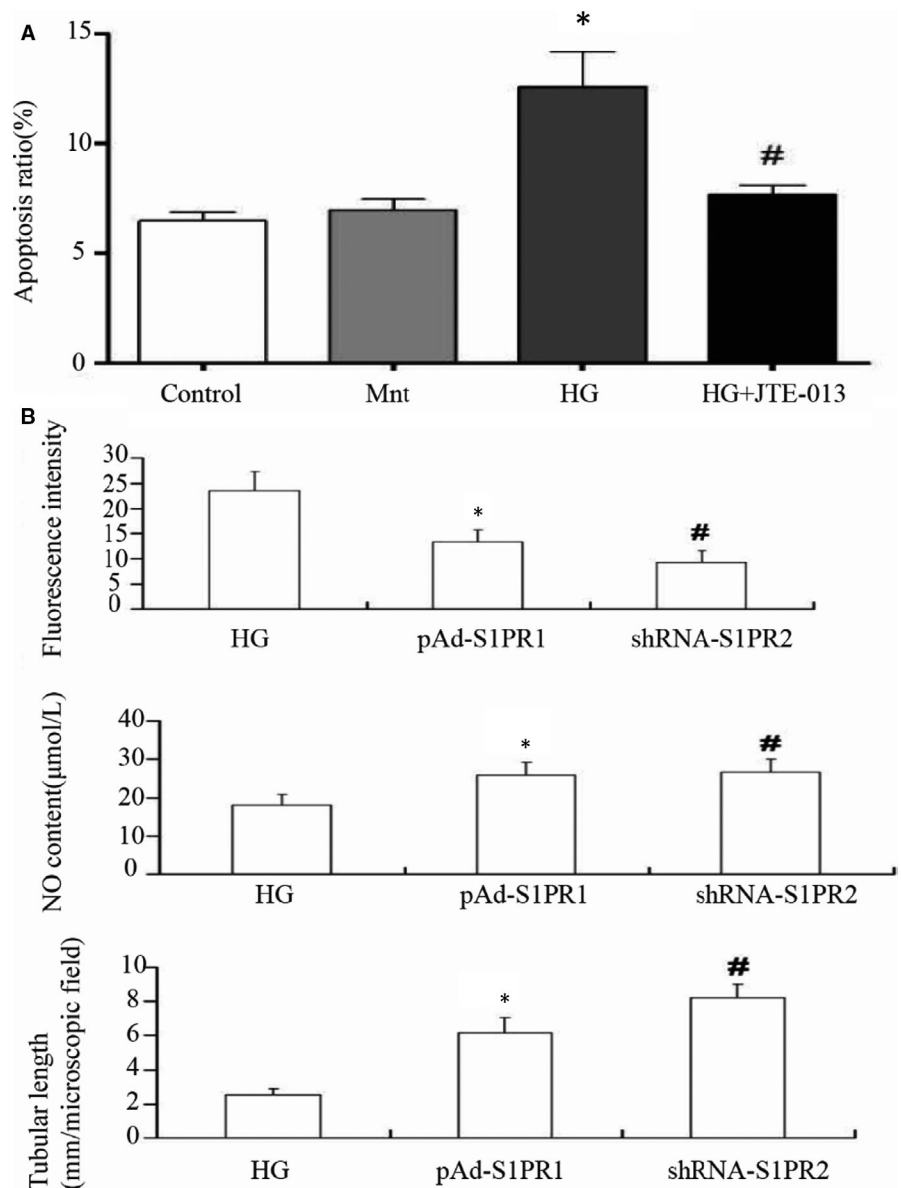 A
Apoptosis ratio(%)
15
10
5
0
*
#
Control Mnt HG HG+JTE-013
B
Fluorescence intensity
30
25
20
15
10
5
0
*
#
HG pAd-S1PR1 shRNA-S1PR2
NO content(μmol/L)
40
30
20
10
0
*
#
HG pAd-S1PR1 shRNA-S1PR2
Tubular length
(mm/microscopic field)
10
8
6
4
2
0
*
#
HG pAd-S1PR1 shRNA-S1PR2